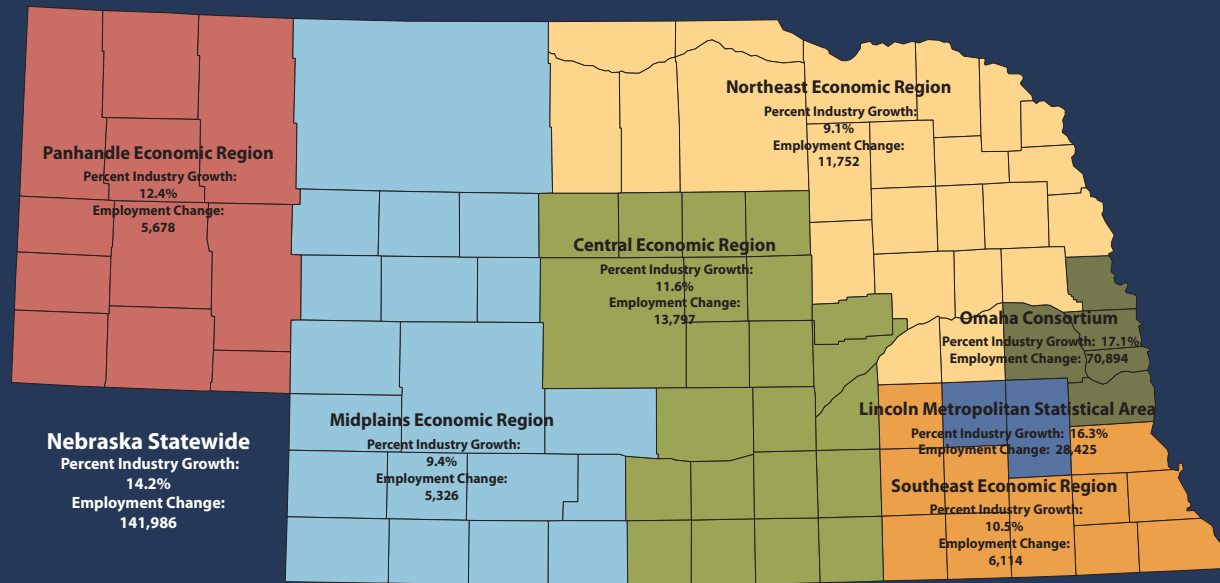 Northeast Economic Region
Percent Industry Growth:
9.1%
Employment Change:
11,752
Panhandle Economic Region
Percent Industry Growth:
12.4%
Employment Change:
5,678
Central Economic Region
Percent Industry Growth:
11.6%
Employment Change:
13,797
Omaha Consortium
Percent Industry Growth: 17.1%
Employment Change: 70,894
Midplains Economic Region
Percent Industry Growth:
9.4%
Employment Change:
5,326
Lincoln Metropolitan Statistical Area
Percent Industry Growth: 16.3%
Employment Change: 28,425
Nebraska Statewide
Percent Industry Growth:
14.2%
Employment Change:
141,986
Southeast Economic Region
Percent Industry Growth:
10.5%
Employment Change:
6,114